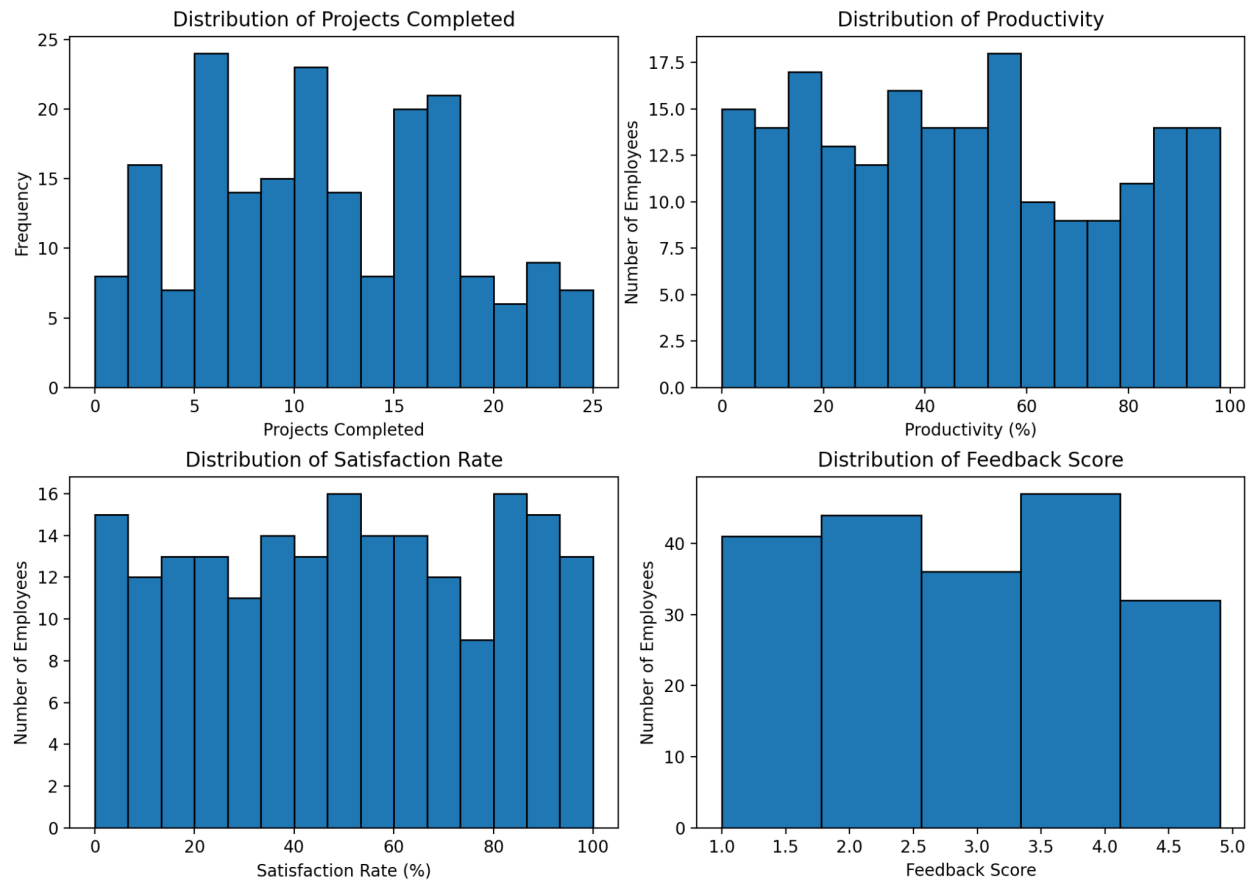 Distribution of Projects Completed
25
20
15
10
5
0
Frequency
0 5 10 15 20 25
Projects Completed
Distribution of Productivity
17.5
15.0
12.5
10.0
7.5
5.0
2.5
0.0
Number of Employees
0 20 40 60 80 100
Productivity (%)
Distribution of Satisfaction Rate
16
14
12
10
8
6
4
2
0
Number of Employees
0 20 40 60 80 100
Satisfaction Rate (%)
Distribution of Feedback Score
40
30
20
10
0
Number of Employees
1.0 1.5 2.0 2.5 3.0 3.5 4.0 4.5 5.0
Feedback Score